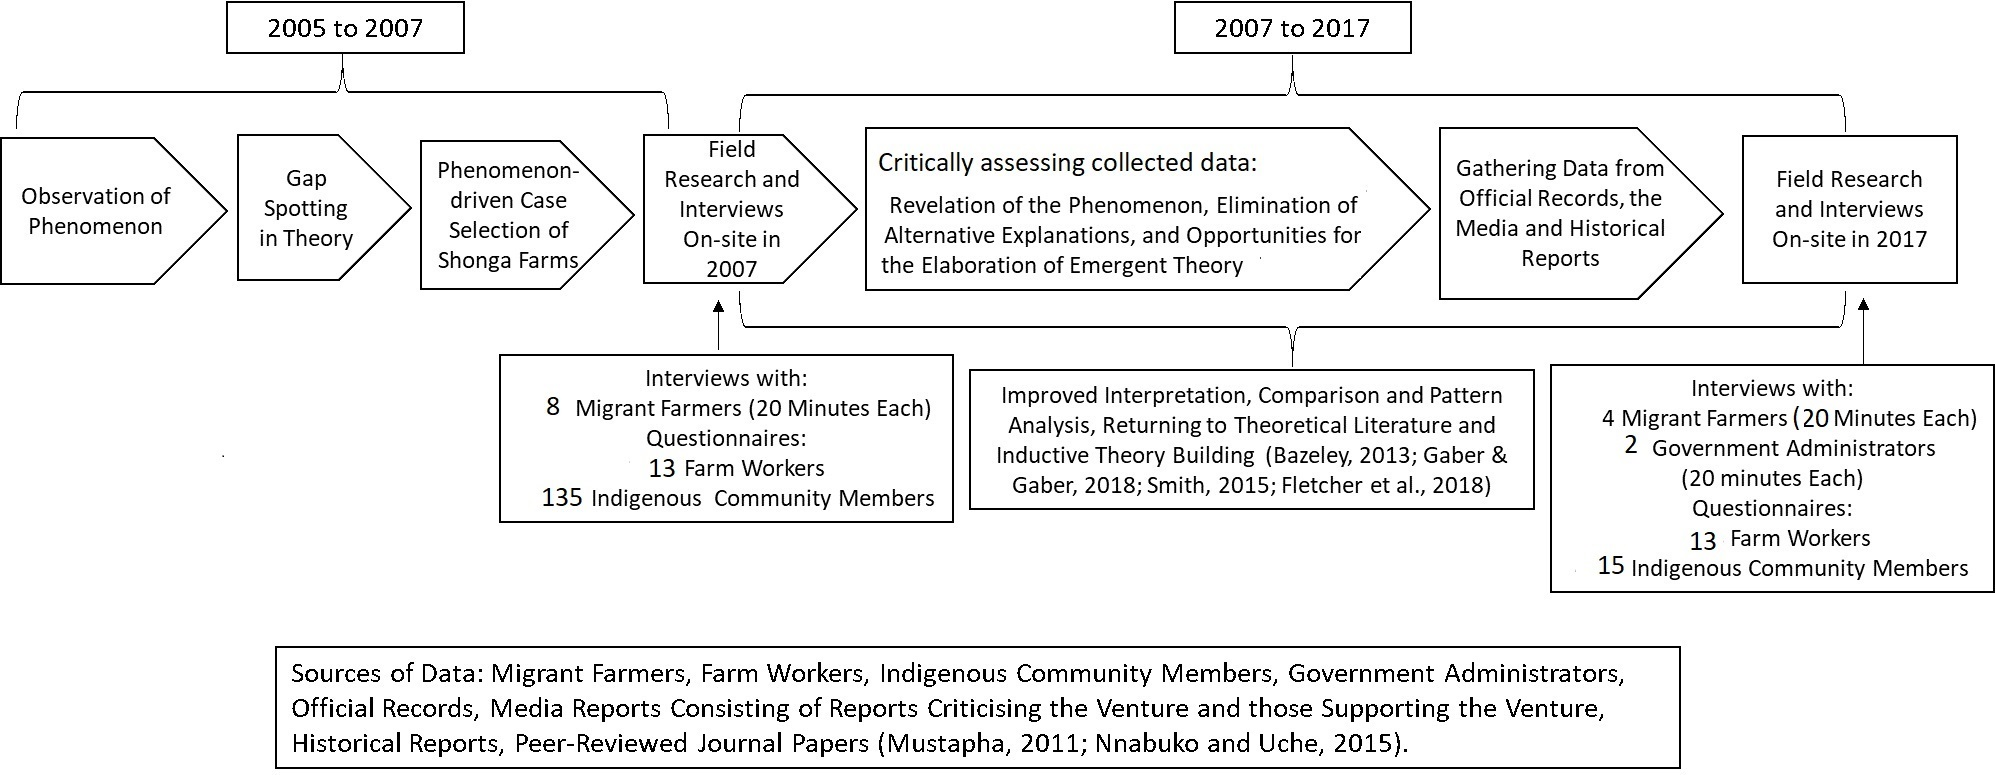 2005 to 2007
2007 to 2017
Observation of
Phenomenon
Gap
Spotting
in Theory
Phenomenon-
driven Case
Selection of
Shonga Farms
Field
Research and
Interviews
On-site in
2007
Critically assessing collected data:
Revelation of the Phenomenon, Elimination of
Alternative Explanations, and Opportunities for
the Elaboration of Emergent Theory
Gathering Data from
Official Records, the
Media and Historical
Reports
Field Research
and Interviews
On-site in 2017
Interviews with:
8 Migrant Farmers (20 Minutes Each)
Questionnaires:
13 Farm Workers
135 Indigenous Community Members
Improved Interpretation, Comparison and Pattern
Analysis, Returning to Theoretical Literature and
Inductive Theory Building (Bazeley, 2013; Gaber &
Gaber, 2018; Smith, 2015; Fletcher et al., 2018)
Interviews with:
4 Migrant Farmers (20 Minutes Each)
2 Government Administrators
(20 minutes Each)
Questionnaires:
13 Farm Workers
15 Indigenous Community Members
Sources of Data: Migrant Farmers, Farm Workers, Indigenous Community Members, Government Administrators,
Official Records, Media Reports Consisting of Reports Criticising the Venture and those Supporting the Venture,
Historical Reports, Peer-Reviewed Journal Papers (Mustapha, 2011; Nnabuko and Uche, 2015).